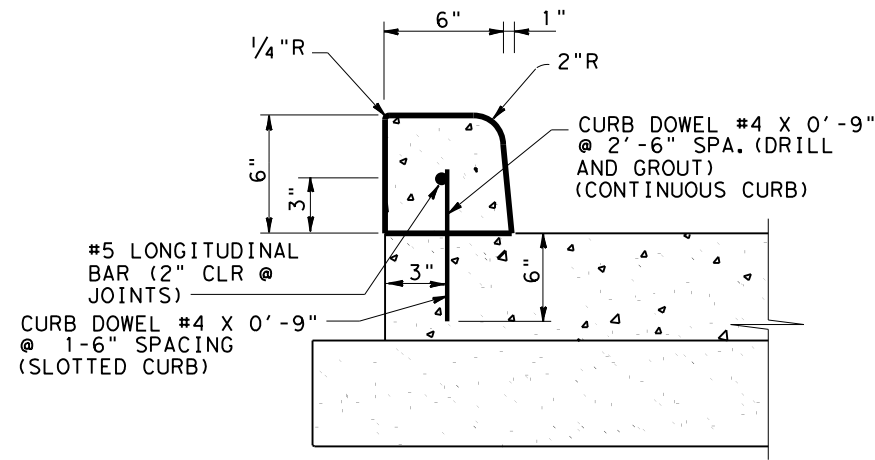 6"
1"
1/4"R
2"R
CURB DOWEL #4 X 0'-9"
@ 2'-6" SPA. (DRILL
AND GROUT)
(CONTINUOUS CURB)
6"
3"
#5 LONGITUDINAL
BAR (2" CLR @
JOINTS)
3"
6"
CURB DOWEL #4 X 0'-9"
@ 1-6" SPACING
(SLOTTED CURB)